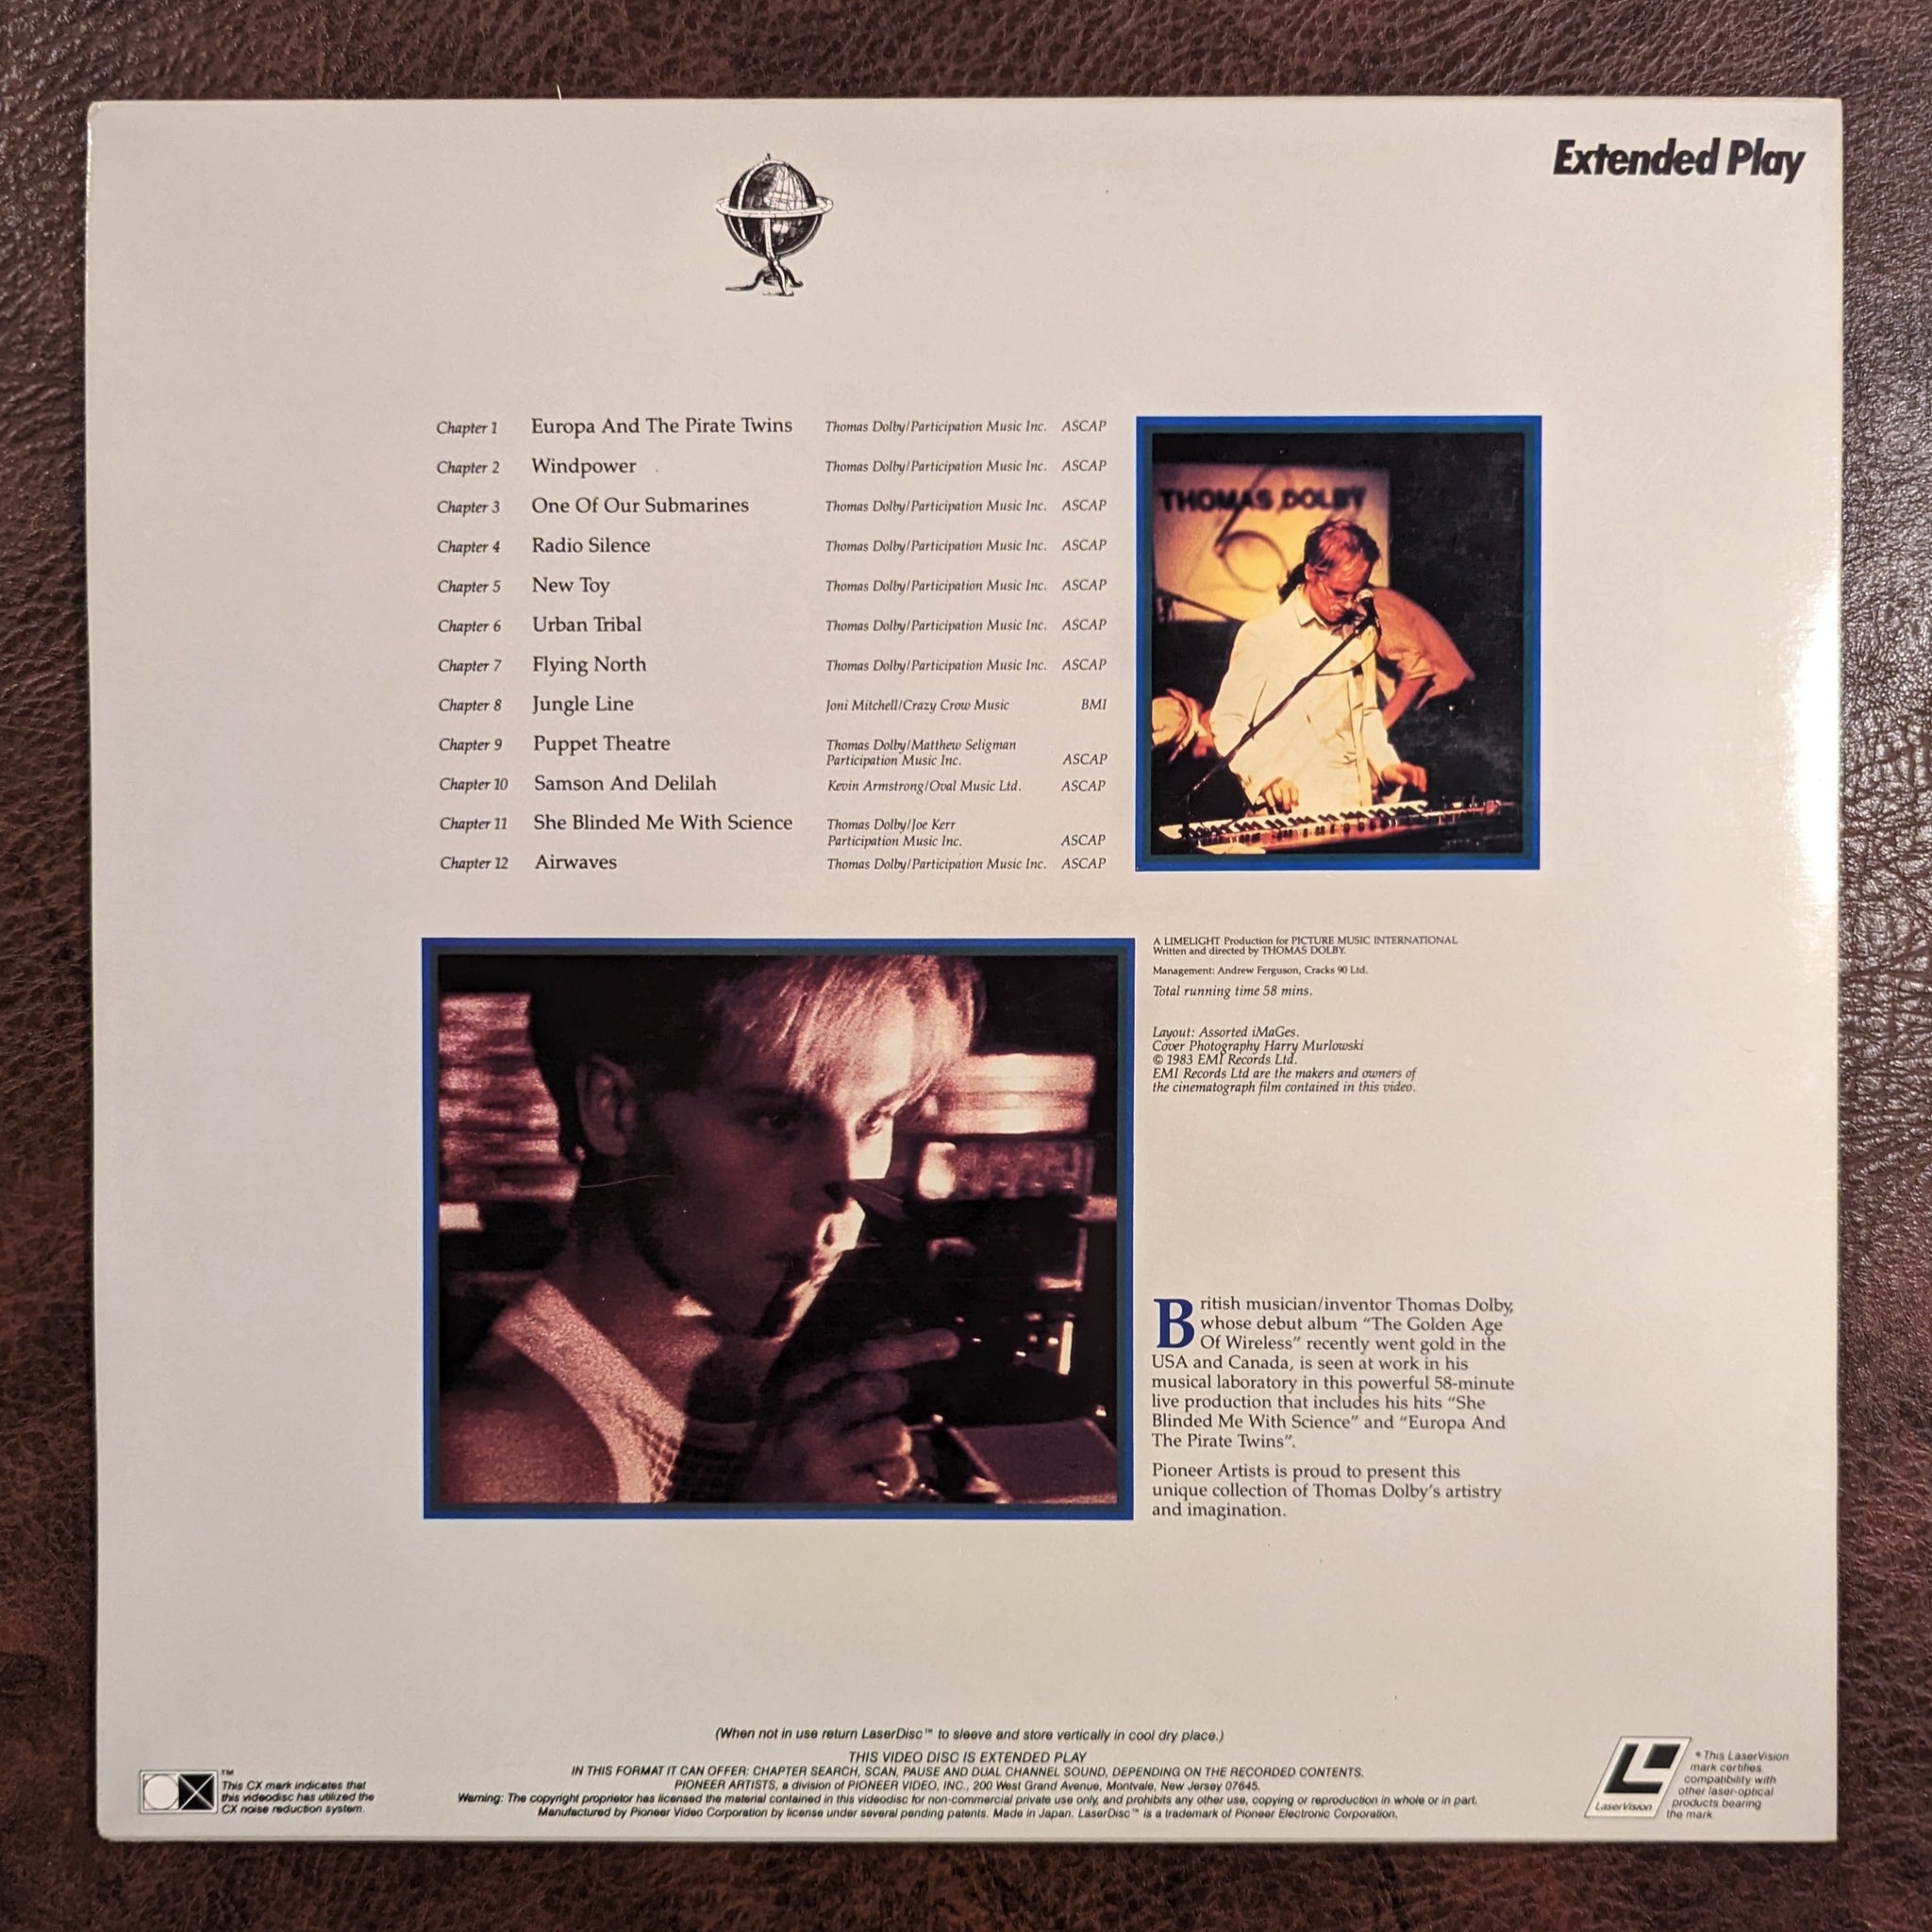 Extended Play
Chapter 1 Europa And The Pirate Twins Thomas Dolby/Participation Music Inc. ASCAP
Chapter 2 Windpower Thomas Dolby/Participation Music Inc. ASCAP
Chapter 3 One Of Our Submarines Thomas Dolby/Participation Music Inc. ASCAP
Chapter 4 Radio Silence Thomas Dolby/Participation Music Inc. ASCAP
Chapter 5 New Toy Thomas Dolby/Participation Music Inc. ASCAP
Chapter 6 Urban Tribal Thomas Dolby/Participation Music Inc. ASCAP
Chapter 7 Flying North Thomas Dolby/Participation Music Inc. ASCAP
Chapter 8 Jungle Line Joni Mitchell/Crazy Crow Music BMI
Chapter 9 Puppet Theatre Thomas Dolby/Matthew Seligman
Participation Music Inc. ASCAP
Chapter 10 Samson And Delilah Kevin Armstrong/Oval Music Ltd. ASCAP
Chapter 11 She Blinded Me With Science Thomas Dolby/Joe Kerr
Participation Music Inc. ASCAP
Chapter 12 Airwaves Thomas Dolby/Participation Music Inc. ASCAP
THOMAS DOLBY
A LIMELIGHT Production for PICTURE MUSIC INTERNATIONAL
Written and directed by THOMAS DOLBY.
Management: Andrew Ferguson, Cracks 90 Ltd.
Total running time 58 mins.
Layout: Assorted iMaGes.
Cover Photography Harry Murlowski
© 1983 EMI Records Ltd.
EMI Records Ltd are the makers and owners of
the cinematograph film contained in this video.
British musician/inventor Thomas Dolby,
whose debut album “The Golden Age
Of Wireless” recently went gold in the
USA and Canada, is seen at work in his
musical laboratory in this powerful 58-minute
live production that includes his hits “She
Blinded Me With Science” and “Europa And
The Pirate Twins”.
Pioneer Artists is proud to present this
unique collection of Thomas Dolby’s artistry
and imagination.
(When not in use return LaserDisc™ to sleeve and store vertically in cool dry place.)
THIS VIDEO DISC IS EXTENDED PLAY
IN THIS FORMAT IT CAN OFFER: CHAPTER SEARCH, SCAN, PAUSE AND DUAL CHANNEL SOUND, DEPENDING ON THE RECORDED CONTENTS.
PIONEER ARTISTS, a division of PIONEER VIDEO, INC., 200 West Grand Avenue, Montvale, New Jersey 07645.
Warning: The copyright proprietor has licensed the material contained in this videodisc for non-commercial private use only, and prohibits any other use, copying or reproduction in whole or in part.
Manufactured by Pioneer Video Corporation by license under several pending patents. Made in Japan. LaserDisc™ is a trademark of Pioneer Electronic Corporation.
TM
This CX mark indicates that
this videodisc has utilized the
CX noise reduction system.
LaserVision
* This LaserVision
mark certifies
compatibility with
other laser-optical
products bearing
the mark.